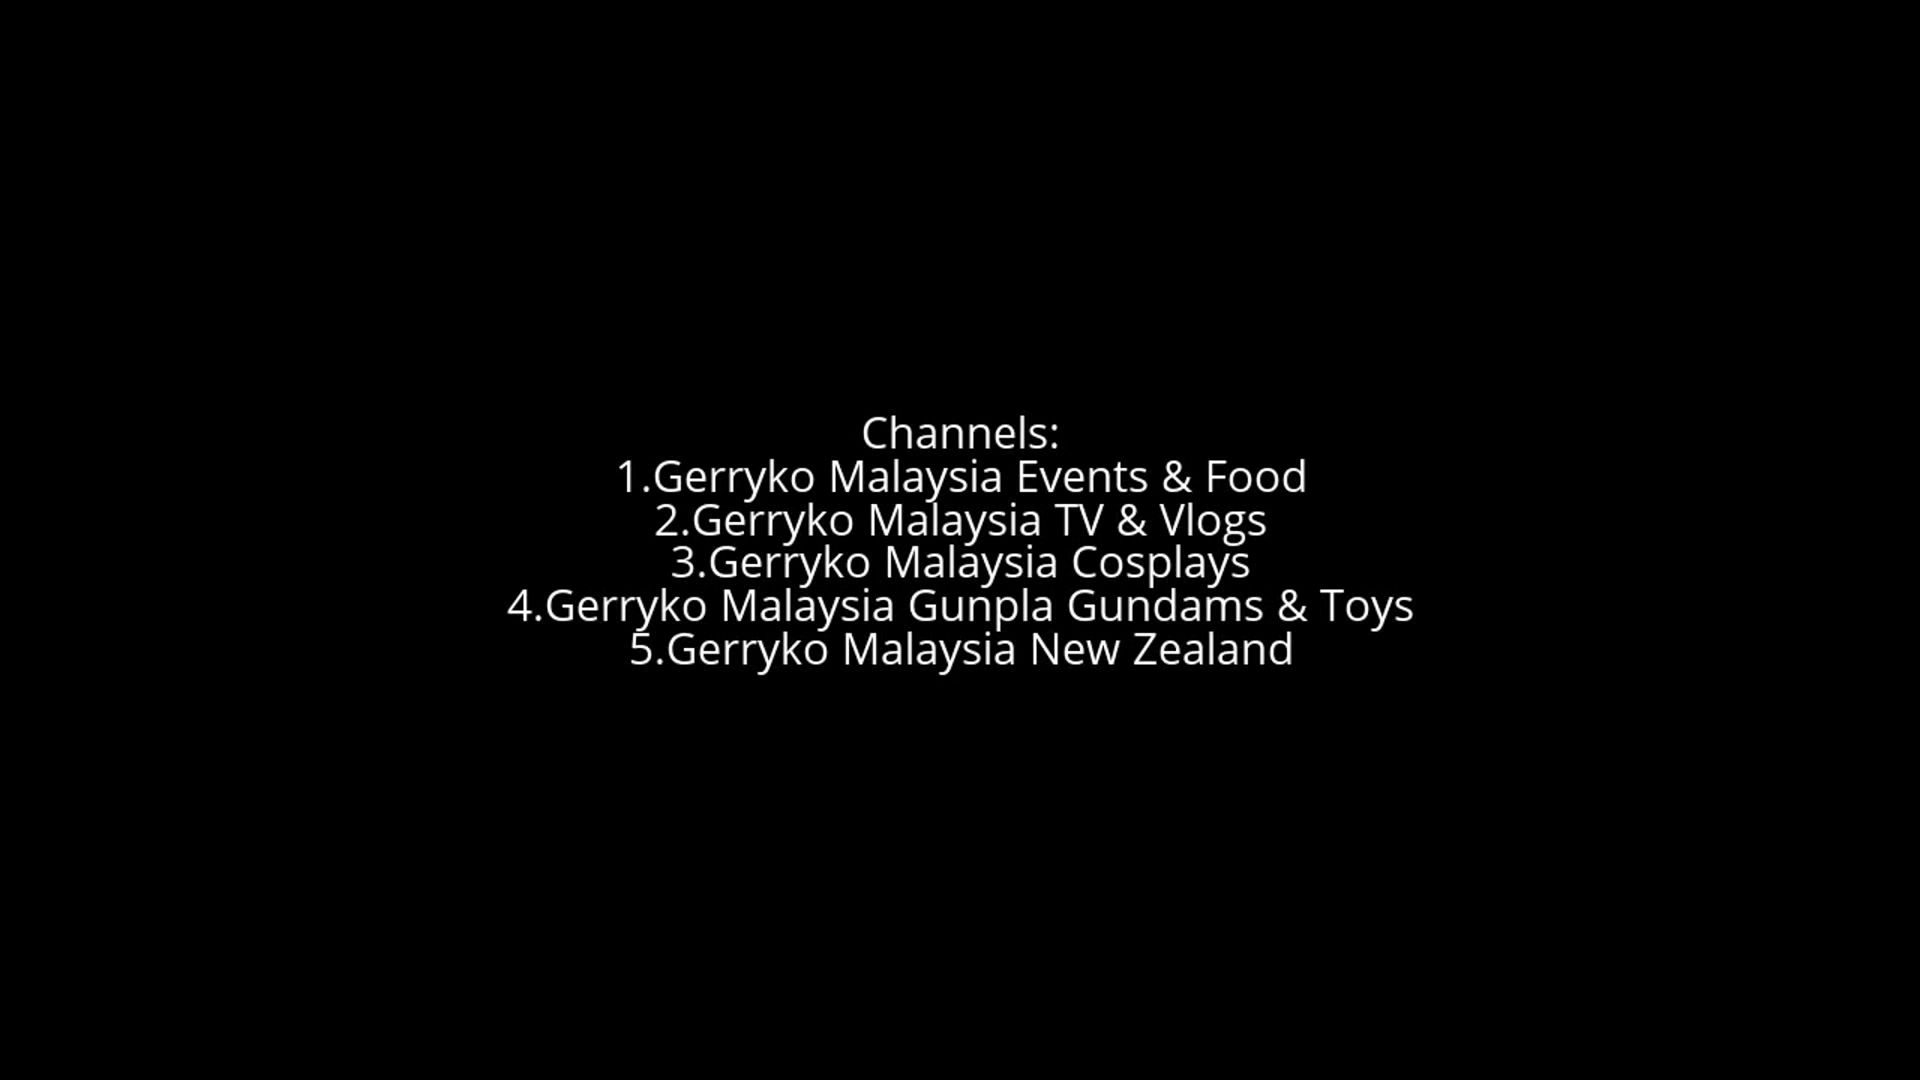 Channels:
1.Gerryko Malaysia Events & Food
2.Gerryko Malaysia TV & Vlogs
3.Gerryko Malaysia Cosplays
4.Gerryko Malaysia Gunpla Gundams & Toys
5.Gerryko Malaysia New Zealand